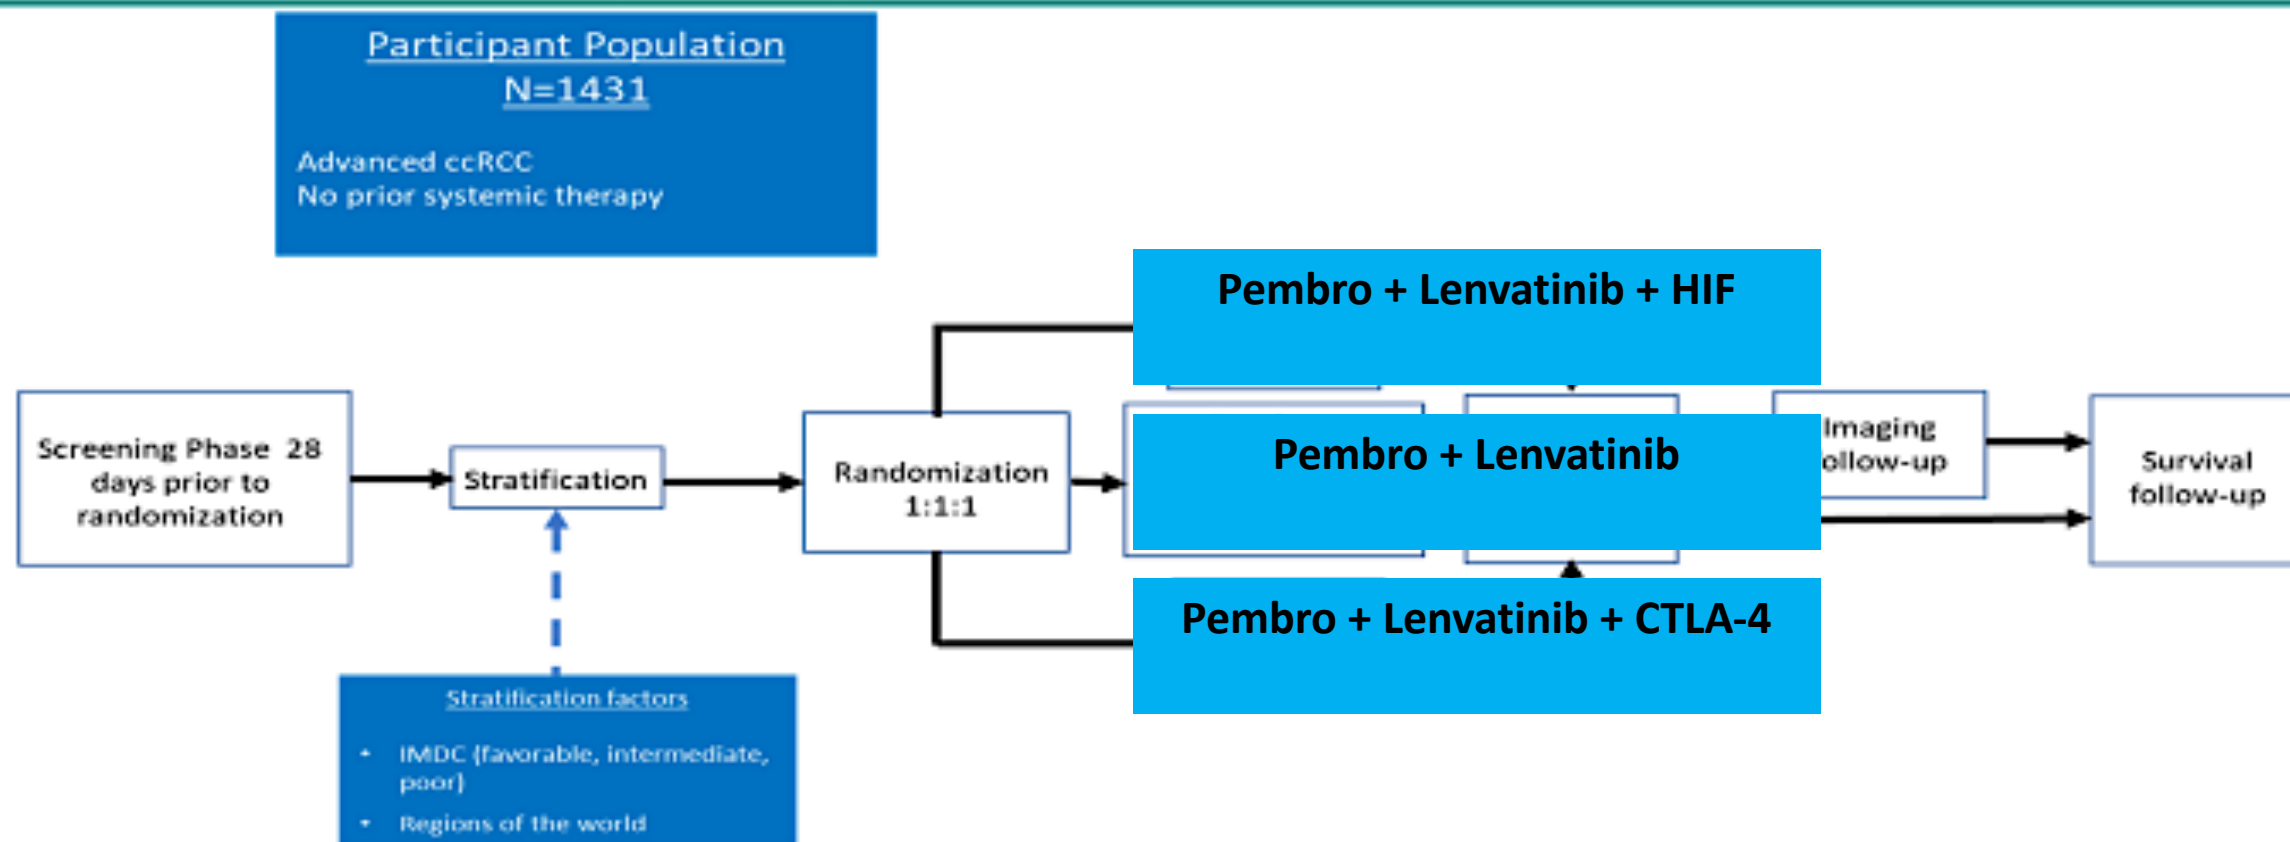 Participant Population
N=1431
Advanced ccRCC
No prior systemic therapy
Screening Phase 28
days prior to
randomization
Stratification
Randomization
1:1:1
Pembro + Lenvatinib + HIF
Pembro + Lenvatinib
Pembro + Lenvatinib + CTLA-4
Imaging
ollow-up
Survival
follow-up
Stratification factors
• IMDC (favorable, intermediate,
poor)
• Regions of the world